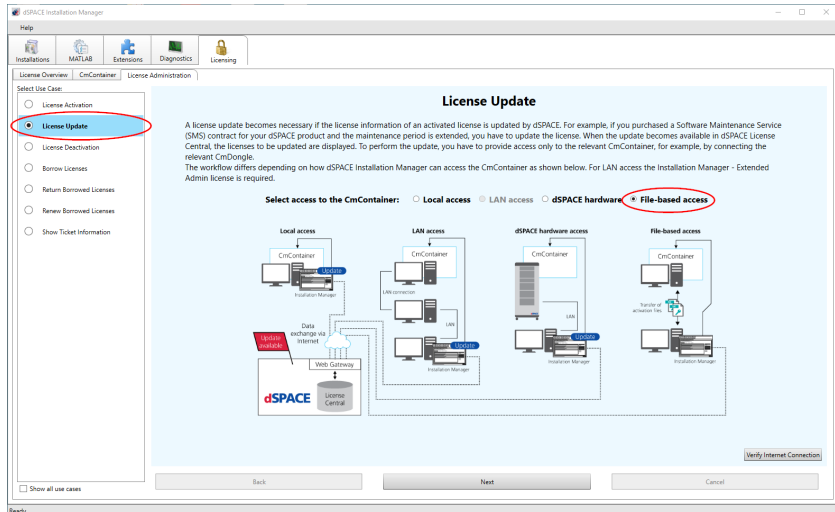 dSPACE Installation Manager
Help
Installations
MATLAB
Extensions
Diagnostics
Licensing
License Overview
CmContainer
License Administration
Select Use Case:
License Activation
License Update
License Deactivation
Borrow Licenses
Return Borrowed Licenses
Renew Borrowed Licenses
Show Ticket Information
Show all use cases
License Update
A license update becomes necessary if the license information of an activated license is updated by dSPACE. For example, if you purchased a Software Maintenance Service
(SMS) contract for your dSPACE product and the maintenance period is extended, you have to update the license. When the update becomes available in dSPACE License
Central, the licenses to be updated are displayed. To perform the update, you have to provide access only to the relevant CmContainer, for example, by connecting the
relevant CmDongle.
The workflow differs depending on how dSPACE Installation Manager can access the CmContainer as shown below. For LAN access the Installation Manager - Extended
Admin license is required.
Select access to the CmContainer:
Local access
LAN access
dSPACE hardware
File-based access
Local access
CmContainer
Update
Installation Manager
LAN access
CmContainer
LAN connection
LAN
Update
Installation Manager
dSPACE hardware access
CmContainer
LAN
Update
Installation Manager
File-based access
CmContainer
Transfer of
activation files
Installation Manager
Data
exchange via
Internet
Update
available
Web Gateway
dSPACE
License
Central
Verify Internet Connection
Back
Next
Cancel
Ready